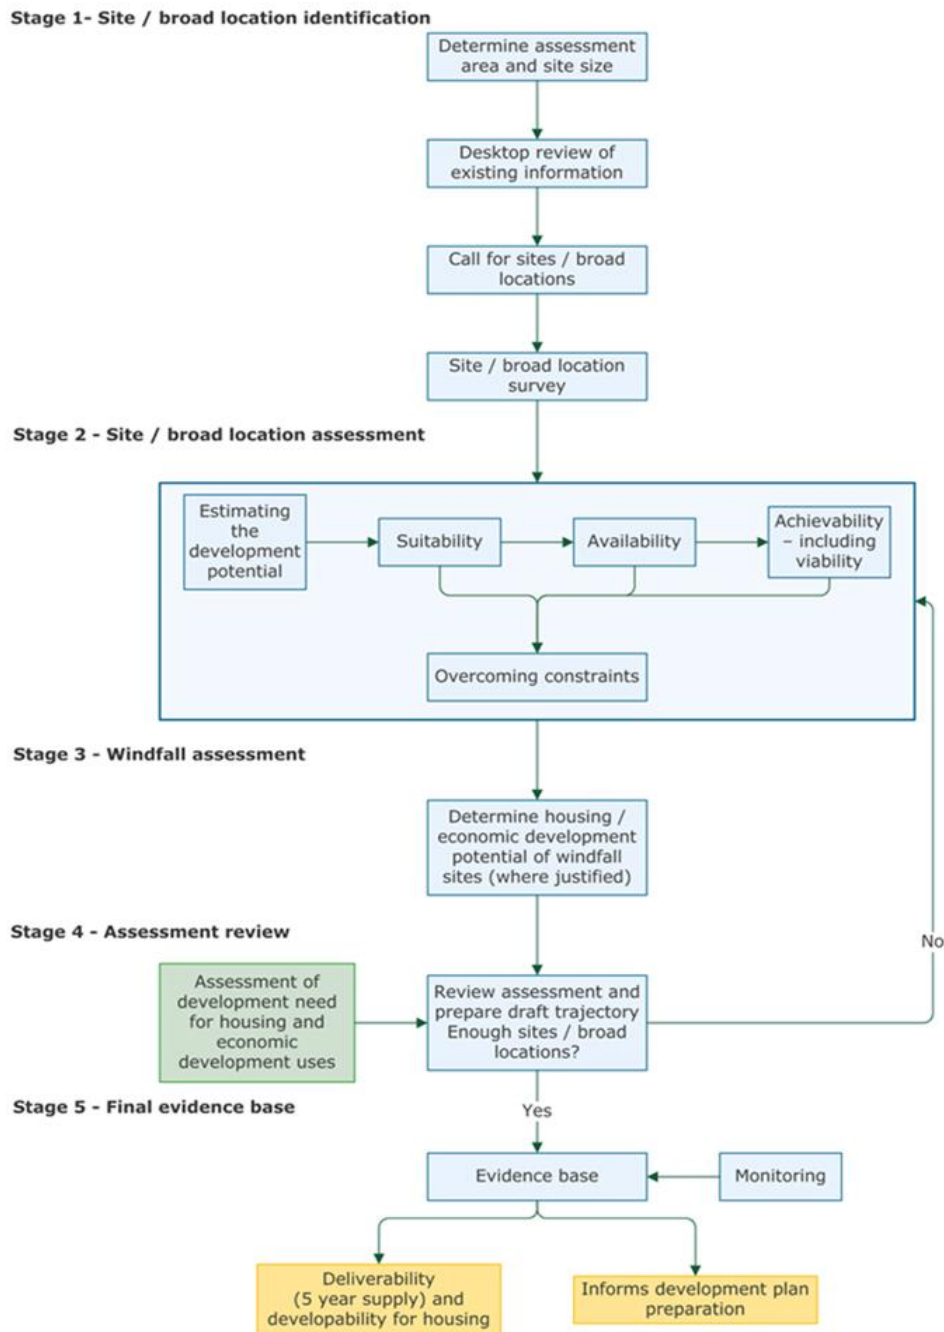 Stage 1- Site / broad location identification
Determine assessment
area and site size
Desktop review of
existing information
Call for sites / broad
locations
Site / broad location
survey
Stage 2 - Site / broad location assessment
Estimating
the
development
potential
Suitability
Availability
Achievability
– including
viability
Overcoming constraints
Stage 3 - Windfall assessment
Determine housing /
economic development
potential of windfall
sites (where justified)
Stage 4 - Assessment review
No
Assessment of
development need
for housing and
economic
development uses
Review assessment and
prepare draft trajectory
Enough sites / broad
locations?
Stage 5 - Final evidence base
Yes
Evidence base
Monitoring
Deliverability
(5 year supply) and
developability for housing
Informs development plan
preparation